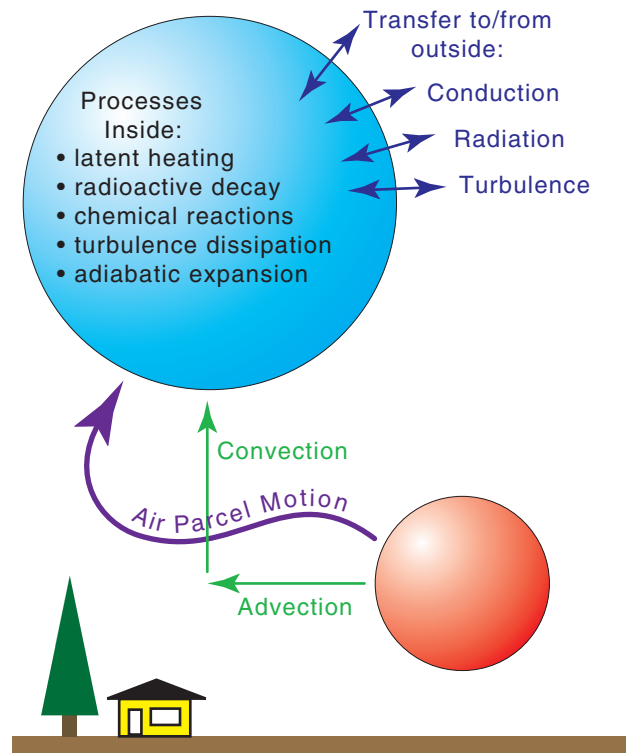 Transfer to/from
outside:
Conduction
Radiation
Turbulence
Processes
Inside:
• latent heating
• radioactive decay
• chemical reactions
• turbulence dissipation
• adiabatic expansion
Convection
Air Parcel Motion
Advection